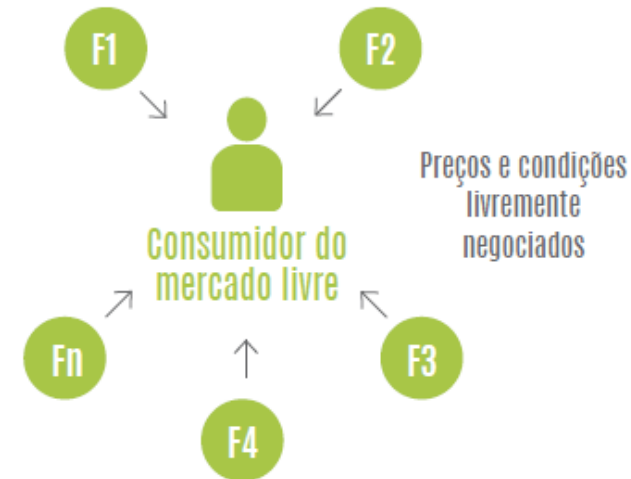 F1
F2
Preços e condições
livremente
negociados
Consumidor do
mercado livre
Fn
F3
F4